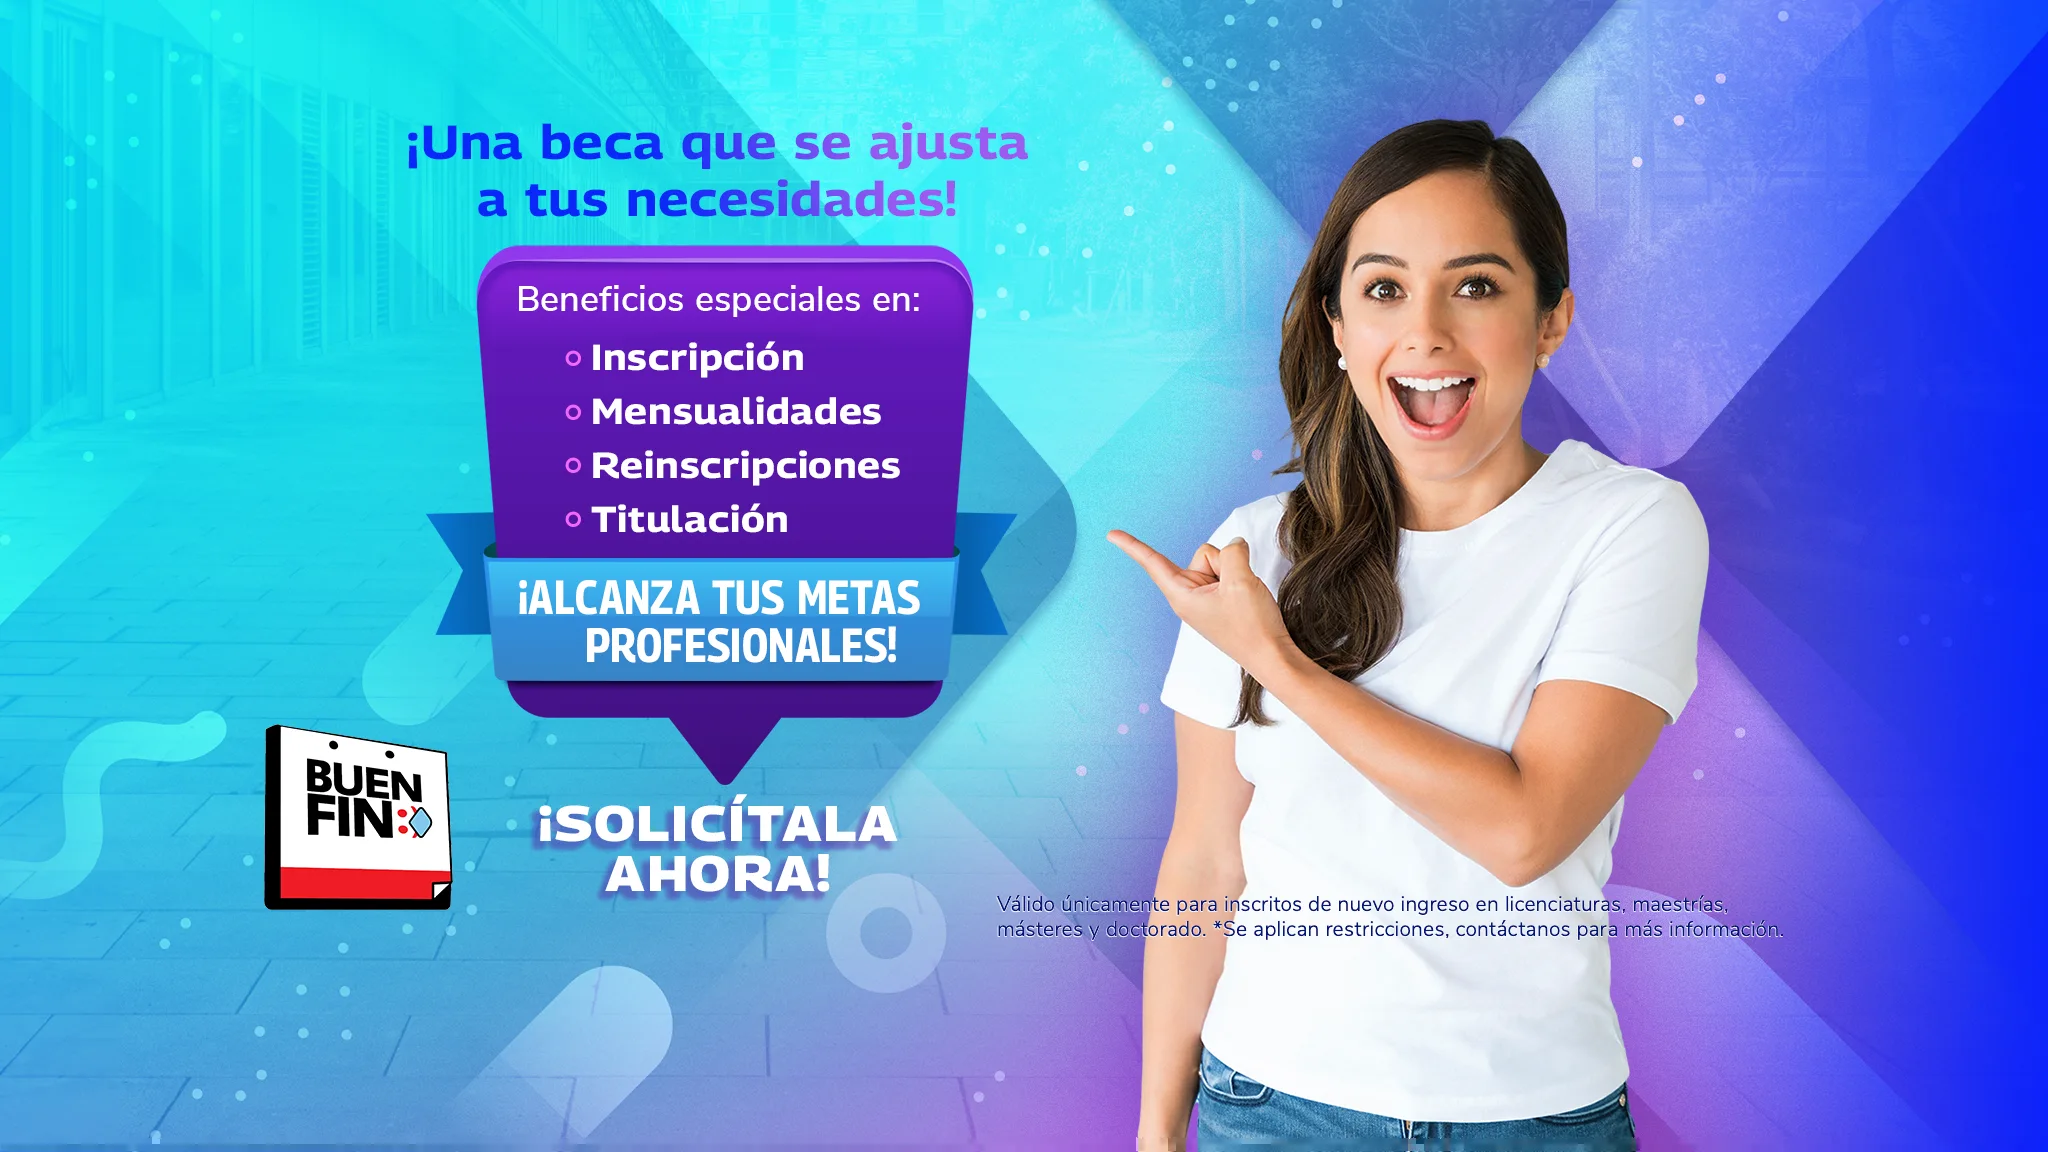 ¡Una beca que se ajusta
a tus necesidades!
Beneficios especiales en:
Inscripción
Mensualidades
Reinscripciones
Titulación
¡ALCANZA TUS METAS
PROFESIONALES!
BUEN
FIN
¡SOLICÍTALA
AHORA!
Válido únicamente para inscritos de nuevo ingreso en licenciaturas, maestrías,
másteres y doctorado. *Se aplican restricciones, contáctanos para más información.